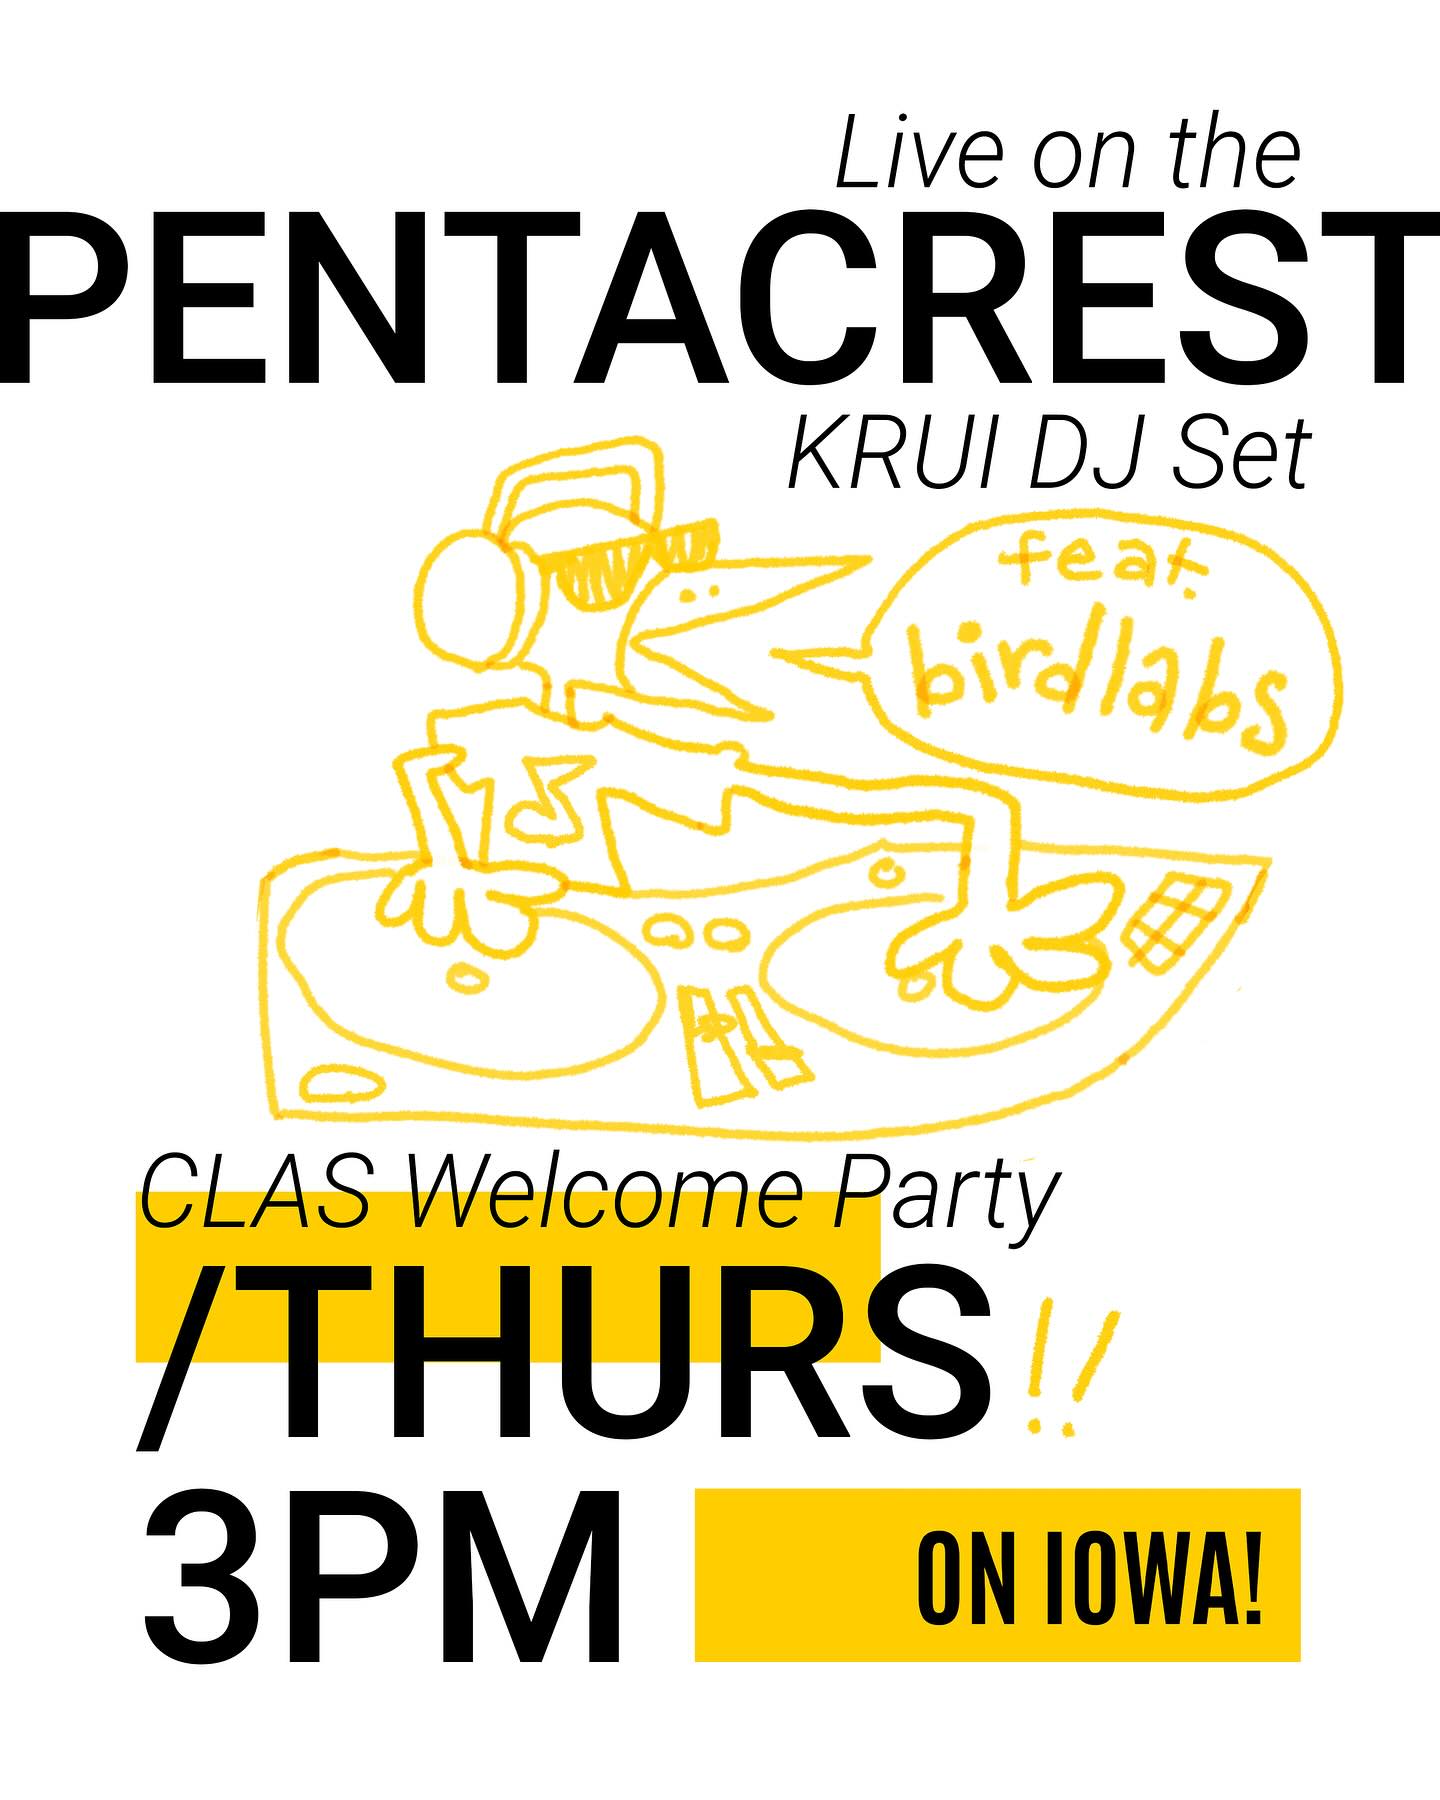 Live on the
PENTACREST
KRUI DJ Set
feat.
birdlabs
CLAS Welcome Party
/THURS!!
3PM
ON IOWA!